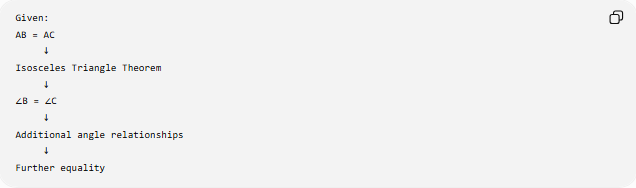 Given:
AB = AC
↓
Isosceles Triangle Theorem
↓
∠B = ∠C
↓
Additional angle relationships
↓
Further equality